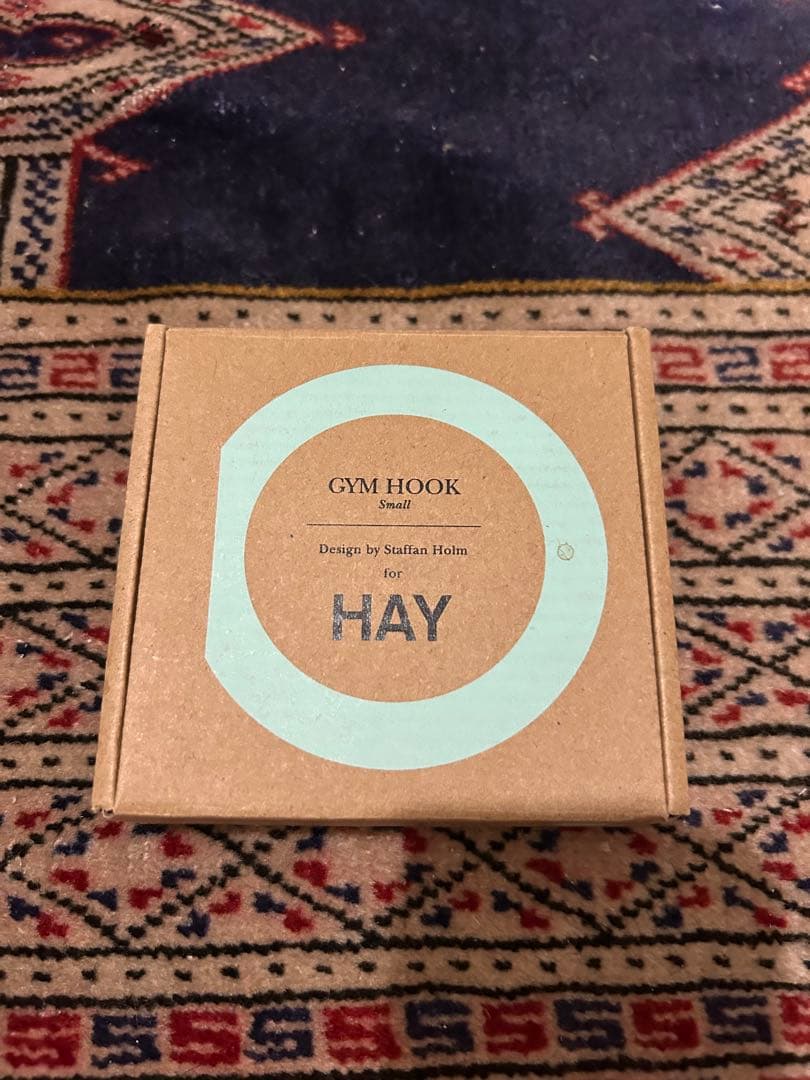 GYM HOOK
Small
Design by Staffan Holm
for
HAY